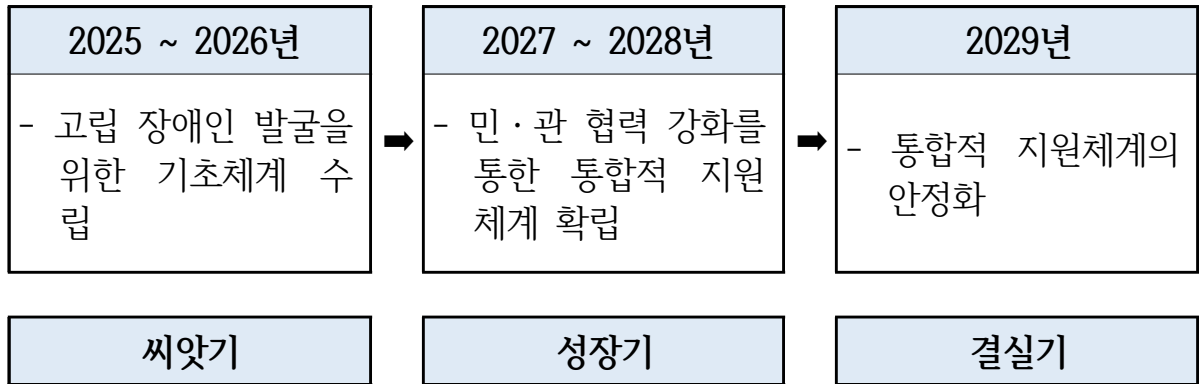 2025 ~ 2026년
- 고립 장애인 발굴을
위한 기초체계 수
립
➡
2027 ~ 2028년
- 민·관 협력 강화를
통한 통합적 지원
체계 확립
➡
2029년
- 통합적 지원체계의
안정화
씨앗기
성장기
결실기